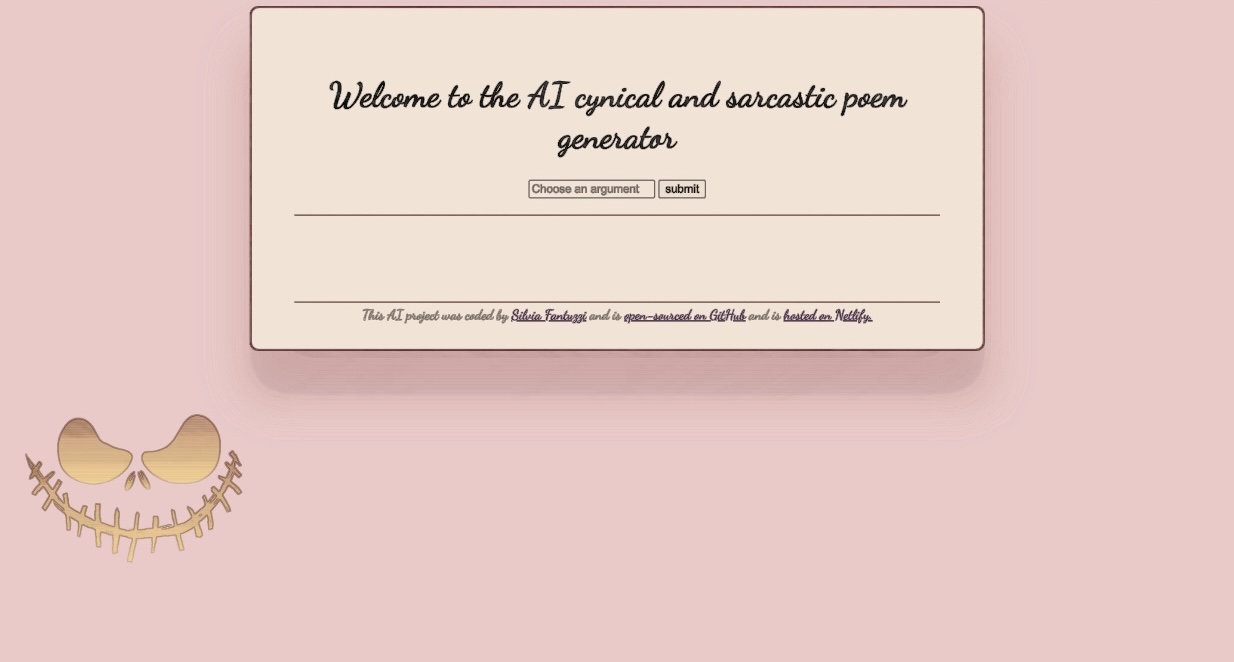 Welcome to the AI cynical and sarcastic poem
generator
Choose an argument submit
This AI project was coded by Silvia Fantuzzi and is open-sourced on GitHub and is hosted on Netlify.